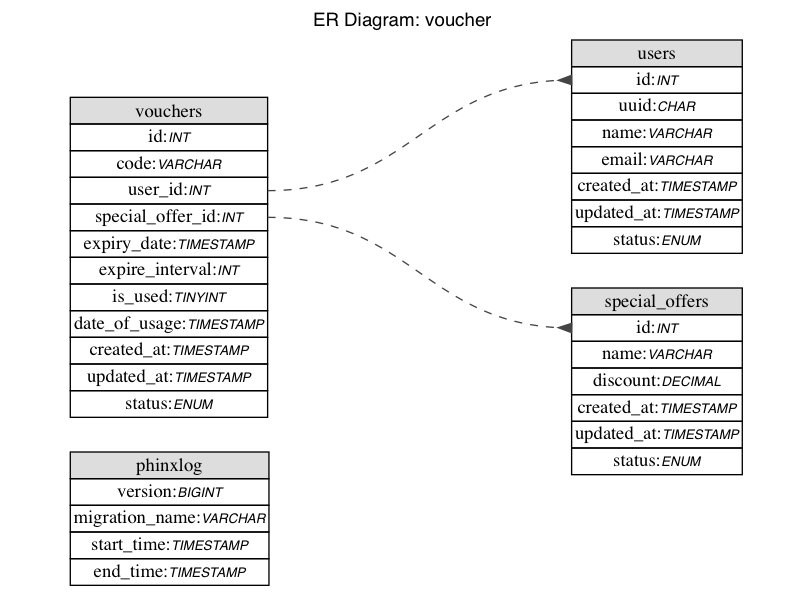 ER Diagram: voucher
vouchers
id:INT
code:VARCHAR
user_id:INT
special_offer_id:INT
expiry_date:TIMESTAMP
expire_interval:INT
is_used:TINYINT
date_of_usage:TIMESTAMP
created_at:TIMESTAMP
updated_at:TIMESTAMP
status:ENUM
phinxlog
version:BIGINT
migration_name:VARCHAR
start_time:TIMESTAMP
end_time:TIMESTAMP
users
id:INT
uuid:CHAR
name:VARCHAR
email:VARCHAR
created_at:TIMESTAMP
updated_at:TIMESTAMP
status:ENUM
special_offers
id:INT
name:VARCHAR
discount:DECIMAL
created_at:TIMESTAMP
updated_at:TIMESTAMP
status:ENUM